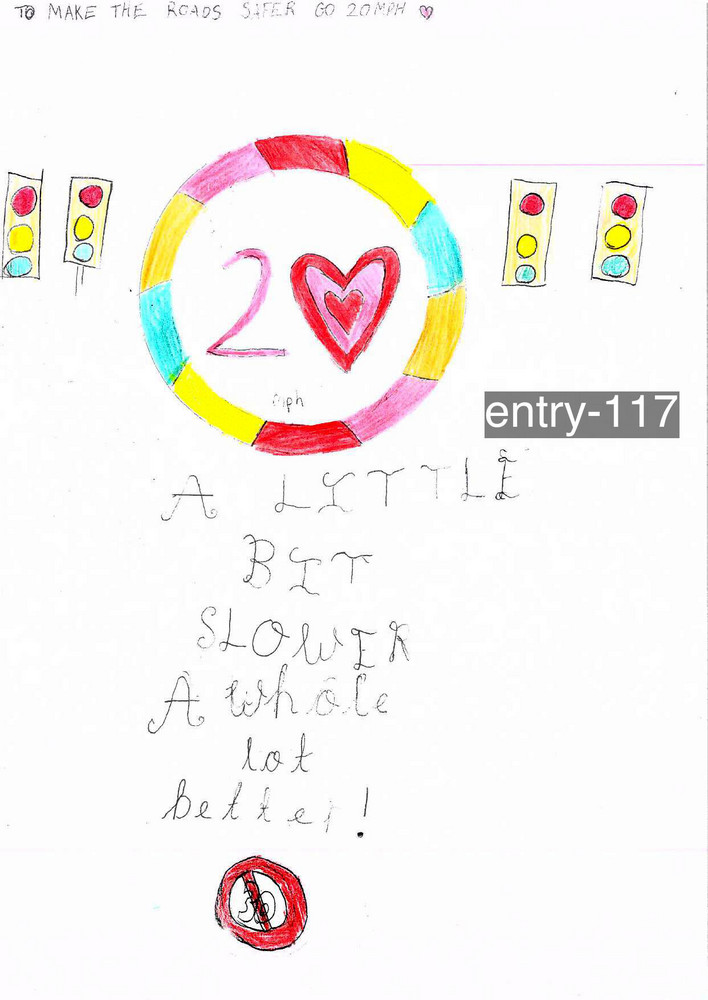 TO MAKE THE ROADS SAFER GO 20MPH
2
mph
entry-117
A LITTLE
BIT
SLOWER
A whole
lot
better!
30